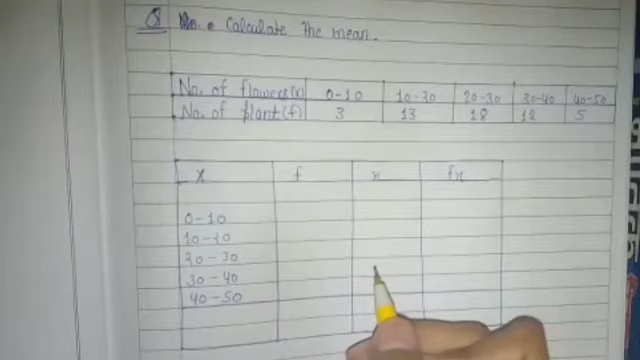 Q No. Calculate the mean.
No. of flowers(x) 0-10 10-20 20-30 30-40 40-50
No. of plant(f) 3 13 18 12 5
X f x fx
0-10
10-20
20-30
30-40
40-50